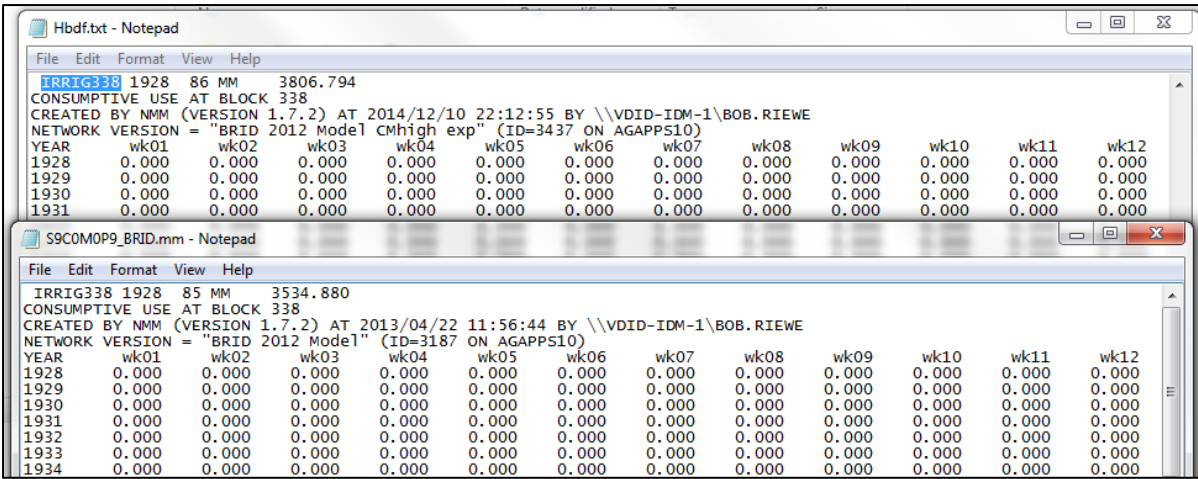 Hbdf.txt - Notepad
File Edit Format View Help
IRRIG338 1928 86 MM 3806.794
CONSUMPTIVE USE AT BLOCK 338
CREATED BY NMM (VERSION 1.7.2) AT 2014/12/10 22:12:55 BY \\VDID-IDM-1\BOB.RIEWE
NETWORK VERSION = "BRID 2012 Model CMhigh exp" (ID=3437 ON AGAPPS10)
YEAR wk01 wk02 wk03 wk04 wk05 wk06 wk07 wk08 wk09 wk10 wk11 wk12
1928 0.000 0.000 0.000 0.000 0.000 0.000 0.000 0.000 0.000 0.000 0.000 0.000
1929 0.000 0.000 0.000 0.000 0.000 0.000 0.000 0.000 0.000 0.000 0.000 0.000
1930 0.000 0.000 0.000 0.000 0.000 0.000 0.000 0.000 0.000 0.000 0.000 0.000
1931 0.000 0.000 0.000 0.000 0.000 0.000 0.000 0.000 0.000 0.000 0.000 0.000
S9C0M0P9_BRID.mm - Notepad
File Edit Format View Help
IRRIG338 1928 85 MM 3534.880
CONSUMPTIVE USE AT BLOCK 338
CREATED BY NMM (VERSION 1.7.2) AT 2013/04/22 11:56:44 BY \\VDID-IDM-1\BOB.RIEWE
NETWORK VERSION = "BRID 2012 Model" (ID=3187 ON AGAPPS10)
YEAR wk01 wk02 wk03 wk04 wk05 wk06 wk07 wk08 wk09 wk10 wk11 wk12
1928 0.000 0.000 0.000 0.000 0.000 0.000 0.000 0.000 0.000 0.000 0.000 0.000
1929 0.000 0.000 0.000 0.000 0.000 0.000 0.000 0.000 0.000 0.000 0.000 0.000
1930 0.000 0.000 0.000 0.000 0.000 0.000 0.000 0.000 0.000 0.000 0.000 0.000
1931 0.000 0.000 0.000 0.000 0.000 0.000 0.000 0.000 0.000 0.000 0.000 0.000
1932 0.000 0.000 0.000 0.000 0.000 0.000 0.000 0.000 0.000 0.000 0.000 0.000
1933 0.000 0.000 0.000 0.000 0.000 0.000 0.000 0.000 0.000 0.000 0.000 0.000
1934 0.000 0.000 0.000 0.000 0.000 0.000 0.000 0.000 0.000 0.000 0.000 0.000